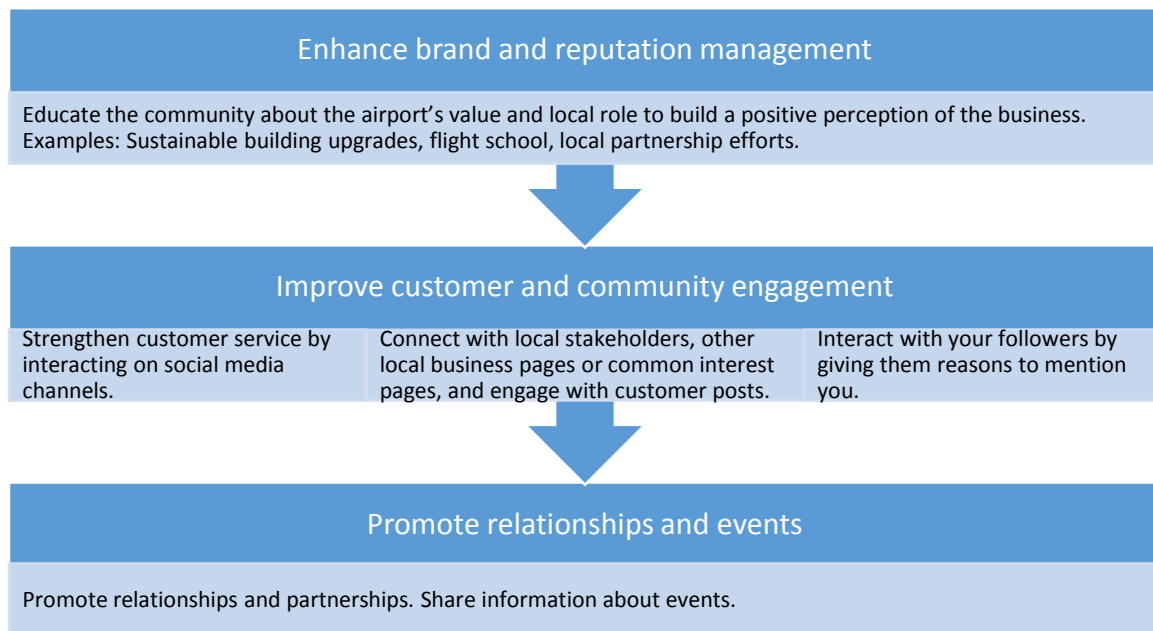 Enhance brand and reputation management
Educate the community about the airport’s value and local role to build a positive perception of the business.
Examples: Sustainable building upgrades, flight school, local partnership efforts.
Improve customer and community engagement
Strengthen customer service by
interacting on social media
channels.
Connect with local stakeholders, other
local business pages or common interest
pages, and engage with customer posts.
Interact with your followers by
giving them reasons to mention
you.
Promote relationships and events
Promote relationships and partnerships. Share information about events.